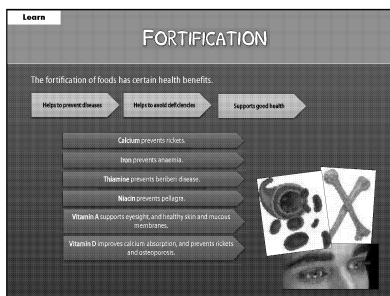 Learn
FORTIFICATION
The fortification of foods has certain health benefits.
Helps to prevent diseases
Helps to avoid deficiencies
Supports good health
Calcium prevents rickets.
Iron prevents anaemia.
Thiamine prevents beriberi disease.
Niacin prevents pellagra.
Vitamin A supports eyesight, and healthy skin and mucous
membranes.
Vitamin D improves calcium absorption, and prevents rickets
and osteoporosis.